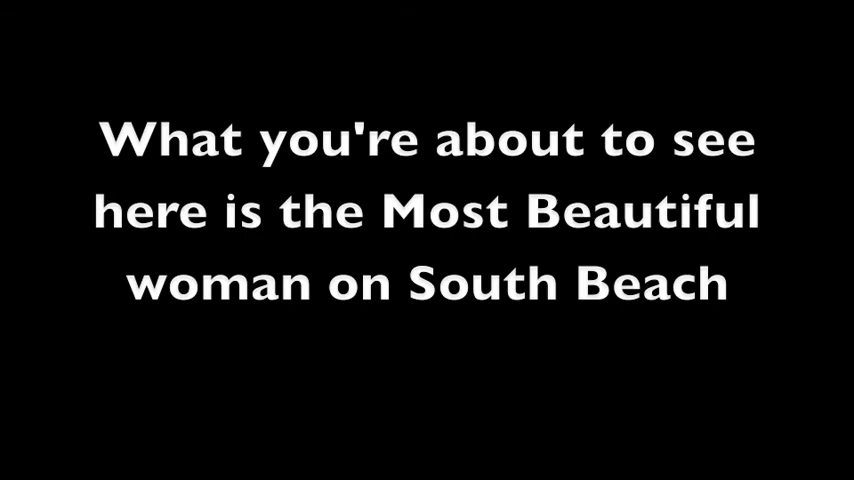 What you're about to see
here is the Most Beautiful
woman on South Beach